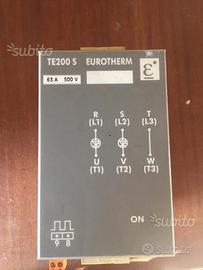 subito
TE200 S EUROTHERM
63 A 500 V
ε
R S T
(L1) (L2) (L3)
U V W
(T1) (T2) (T3)
ON
9 8
subito